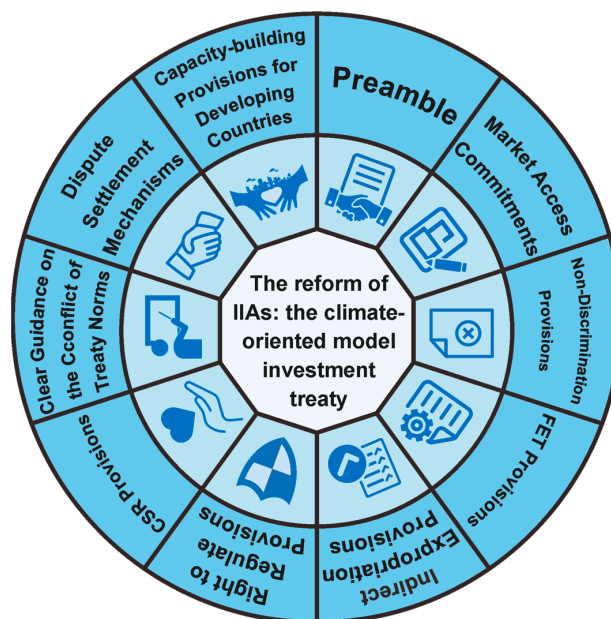 Preamble
Market Access
Commitments
Non-Discrimination
Provisions
FET Provisions
Indirect
Expropriation
Provisions
Right to
Regulate
Provisions
CSR Provisions
Clear Guidance on
the Cconflict of
Treaty Norms
Dispute
Settlement
Mechanisms
Capacity-building
Provisions for
Developing
Countries
The reform of
IIAs: the climate-
oriented model
investment
treaty